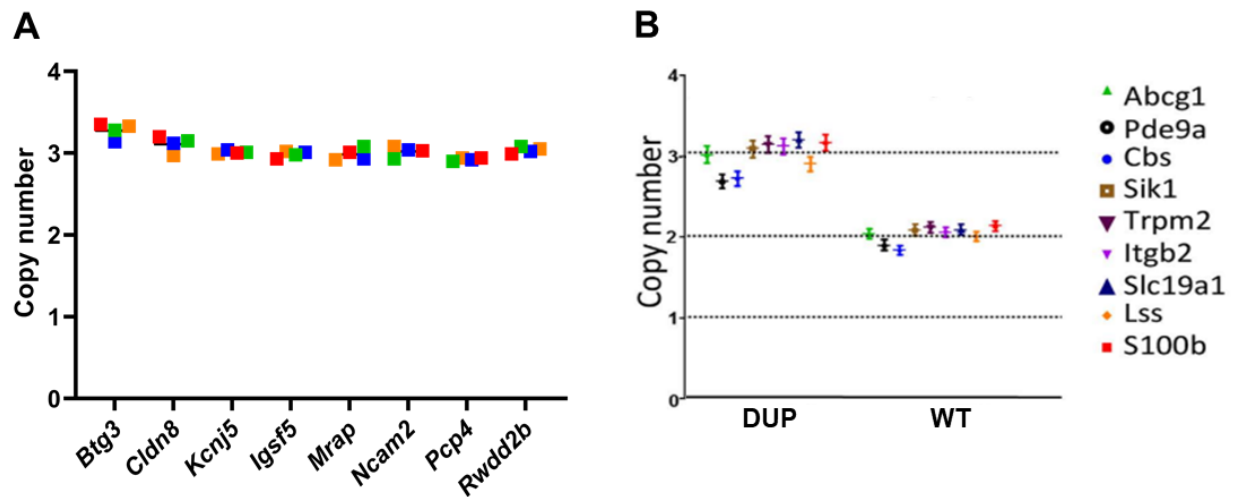 A
Copy number
4
3
2
1
0
Btg3
Cldn8
Kcnj5
Igsf5
Mrap
Ncam2
Pcp4
Rwdd2b
B
Copy number
4
3
2
1
0
DUP
WT
Abcg1
Pde9a
Cbs
Sik1
Trpm2
Itgb2
Slc19a1
Lss
S100b